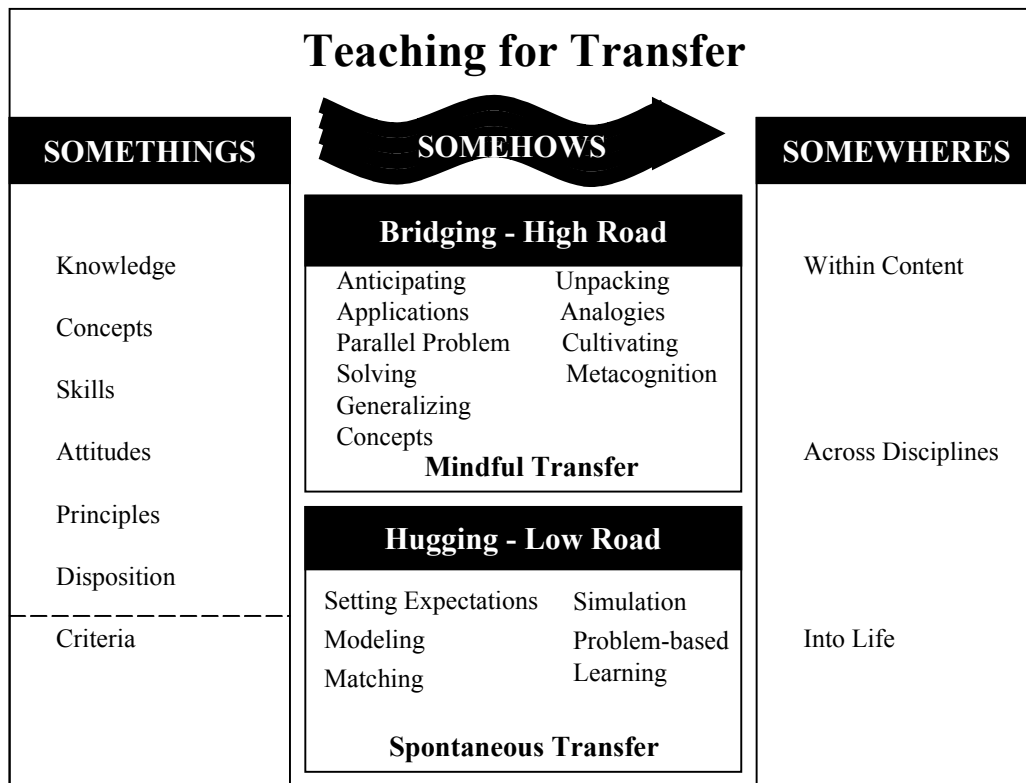 Teaching for Transfer
SOMETHINGS
Knowledge
Concepts
Skills
Attitudes
Principles
Disposition
Criteria
SOMEHOWS
Bridging - High Road
Anticipating
Applications
Parallel Problem
Solving
Generalizing
Concepts
Unpacking
Analogies
Cultivating
Metacognition
Mindful Transfer
Hugging - Low Road
Setting Expectations
Modeling
Matching
Simulation
Problem-based
Learning
Spontaneous Transfer
SOMEWHERES
Within Content
Across Disciplines
Into Life